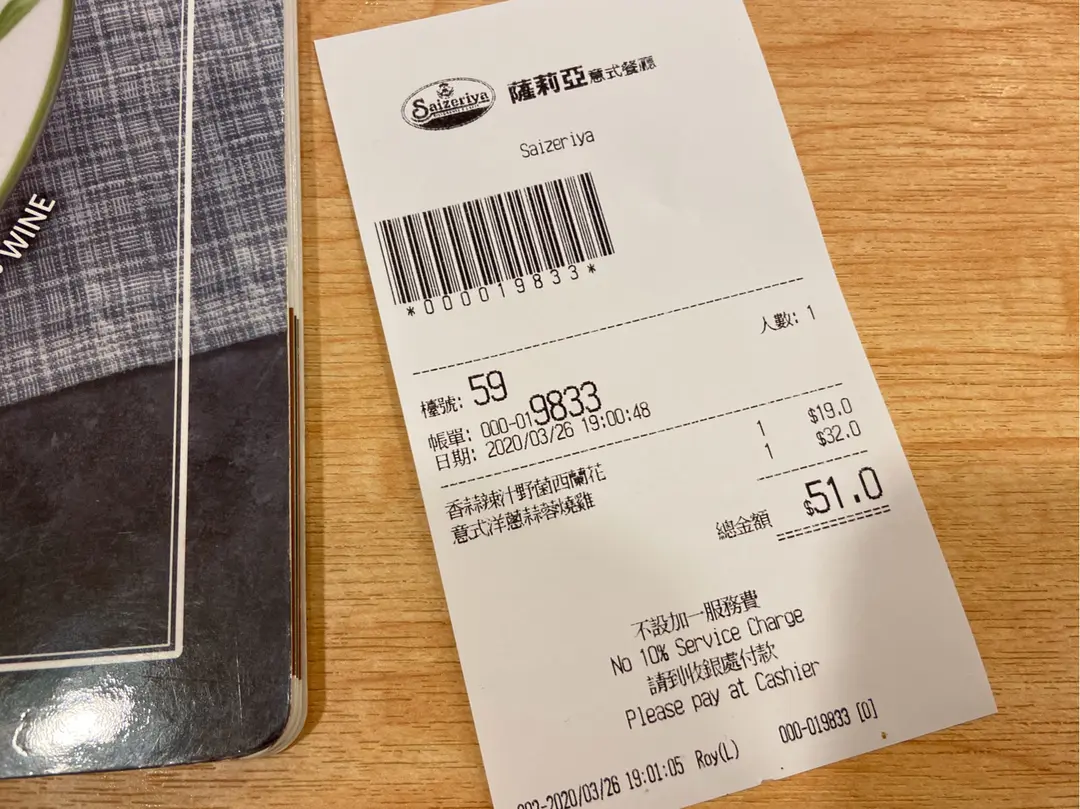 WINE
Saizeriya
薩莉亞意式餐廳
Saizeriya
*000019833*
人數: 1
檯號: 59
帳單: 000-019833
日期: 2020/03/26 19:00:48
香蒜辣汁野菌西蘭花 1 $19.0
意式洋蔥蒜蓉燒雞 1 $32.0
總金額 $51.0
不設加一服務費
No 10% Service Charge
請到收銀處付款
Please pay at Cashier
002-2020/03/26 19:01:05 Roy(L) 000-019833 [0]